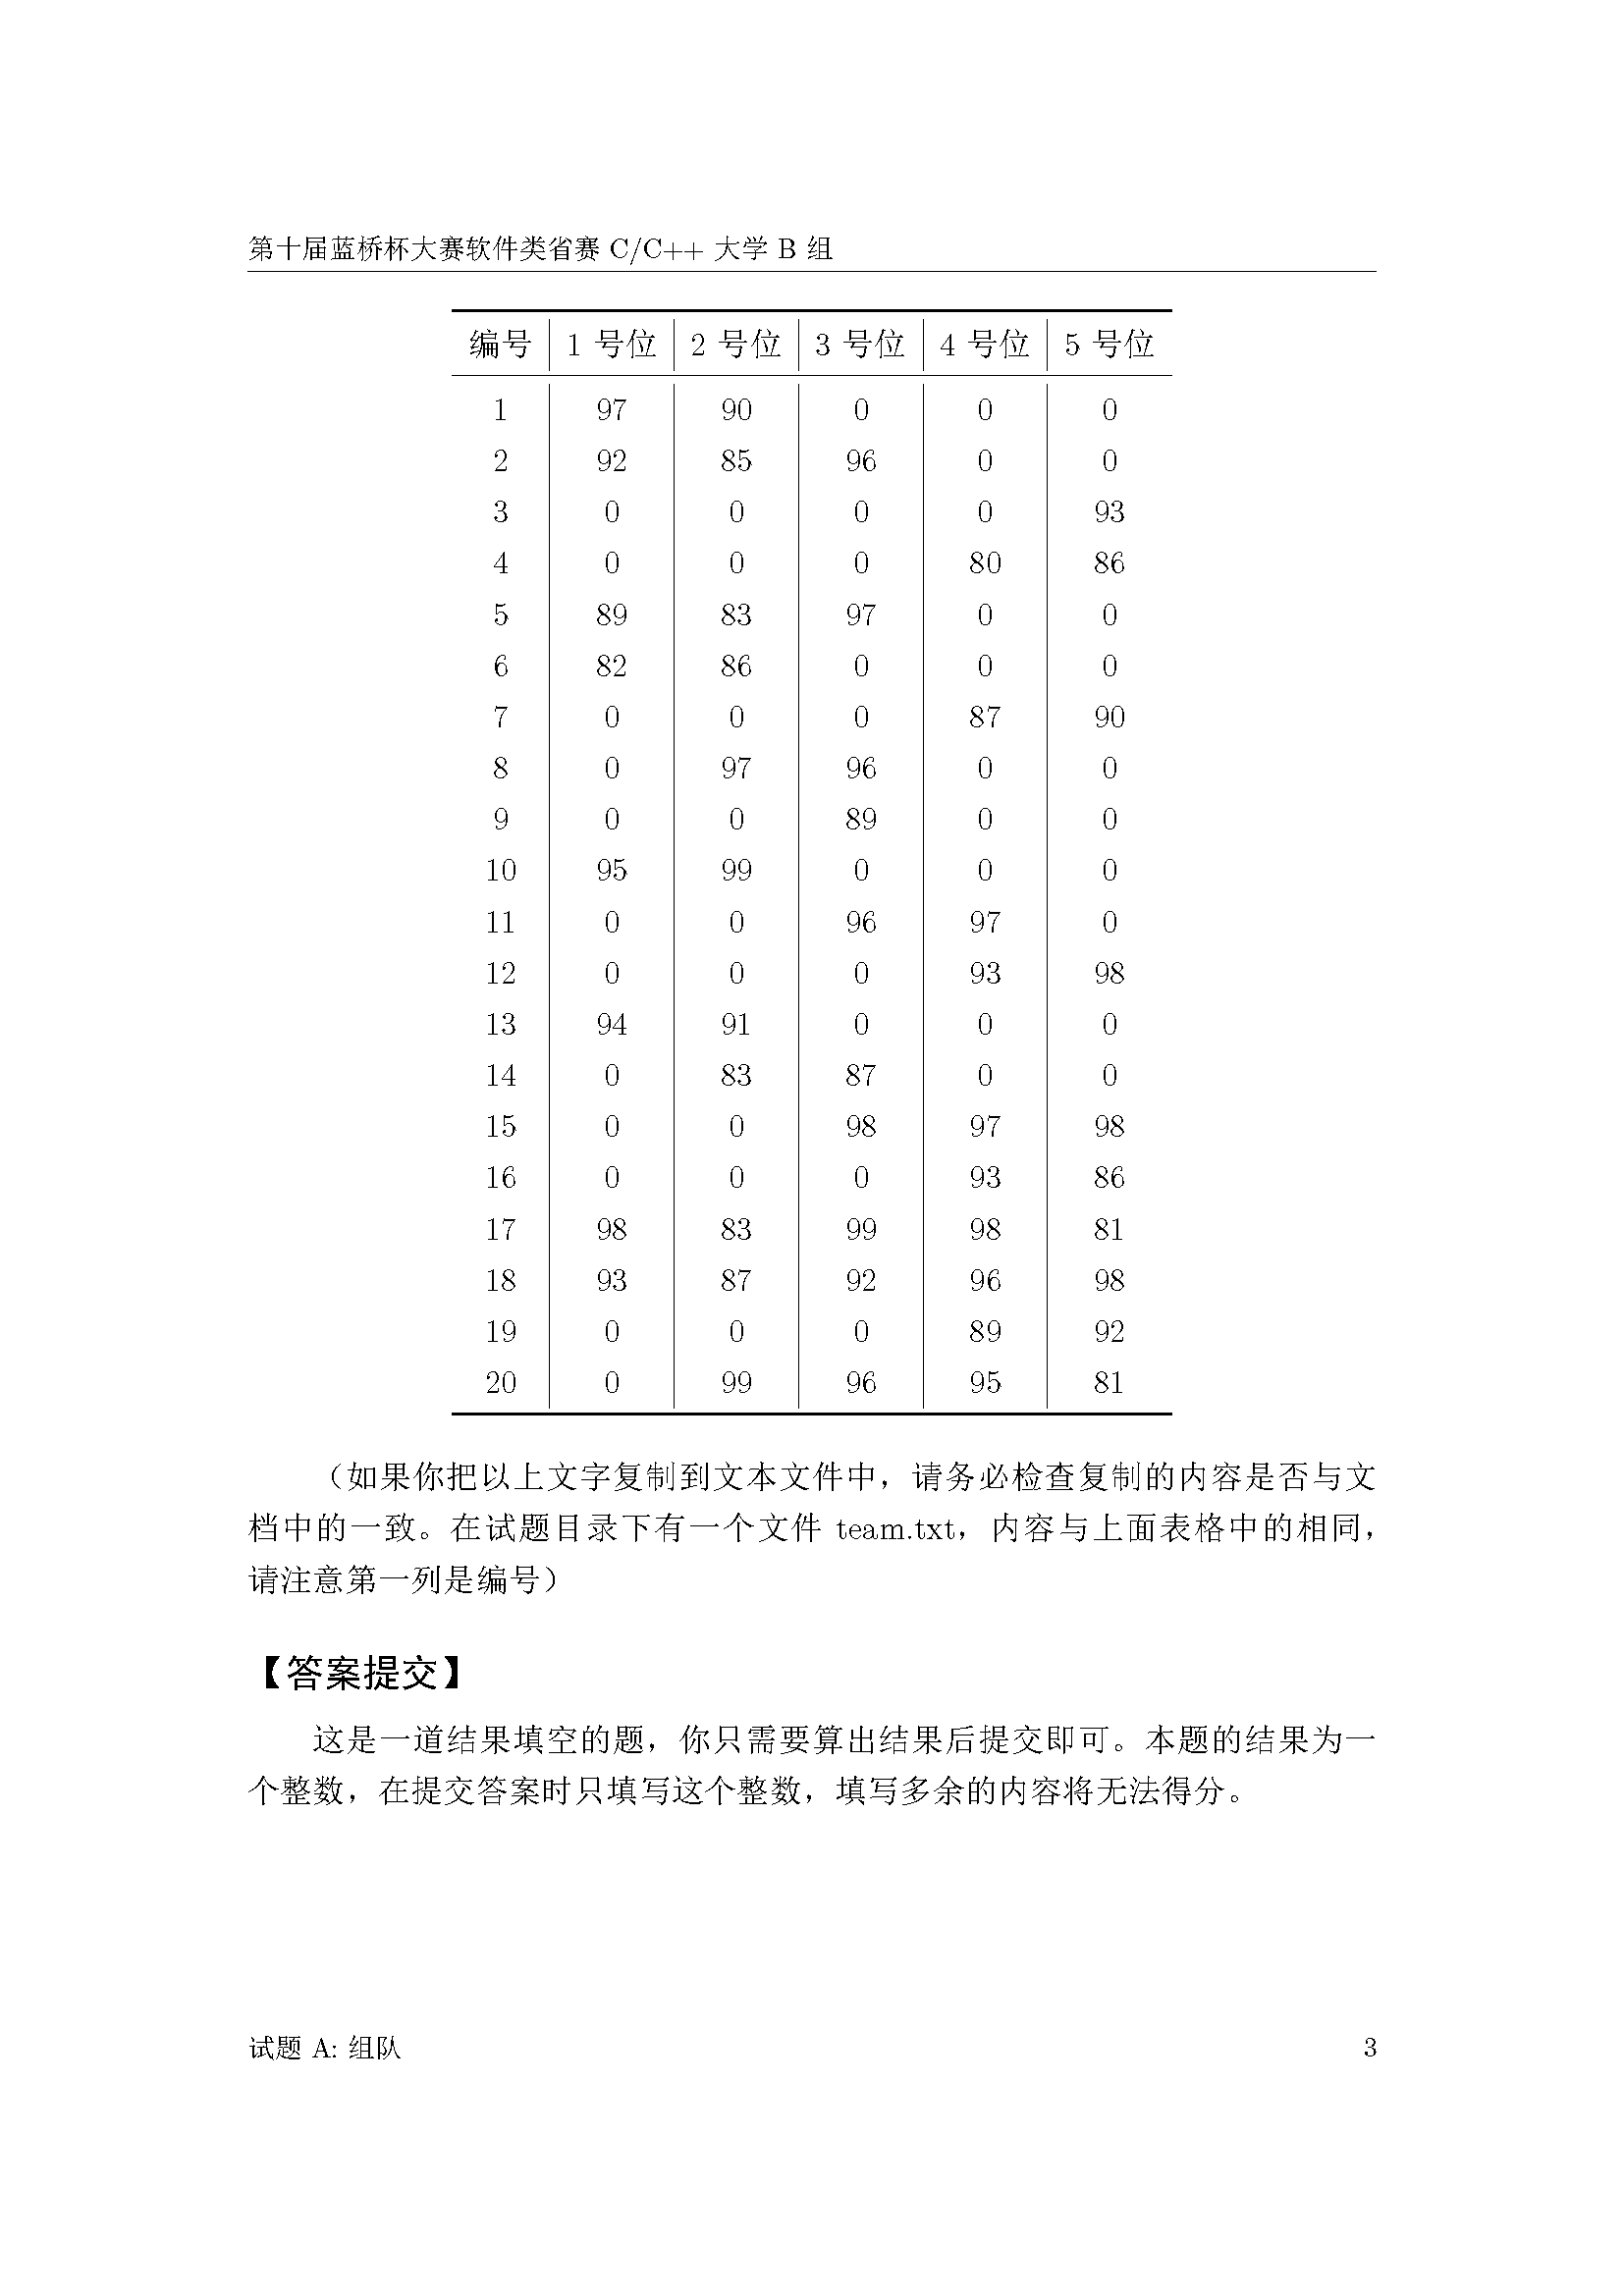 第十届蓝桥杯大赛软件类省赛 C/C++ 大学 B 组
编号 1 号位 2 号位 3 号位 4 号位 5 号位
1 97 90 0 0 0
2 92 85 96 0 0
3 0 0 0 0 93
4 0 0 0 80 86
5 89 83 97 0 0
6 82 86 0 0 0
7 0 0 0 87 90
8 0 97 96 0 0
9 0 0 89 0 0
10 95 99 0 0 0
11 0 0 96 97 0
12 0 0 0 93 98
13 94 91 0 0 0
14 0 83 87 0 0
15 0 0 98 97 98
16 0 0 0 93 86
17 98 83 99 98 81
18 93 87 92 96 98
19 0 0 0 89 92
20 0 99 96 95 81
（如果你把以上文字复制到文本文件中，请务必检查复制的内容是否与文
档中的一致。在试题目录下有一个文件 team.txt，内容与上面表格中的相同，
请注意第一列是编号）
【答案提交】
这是一道结果填空的题，你只需要算出结果后提交即可。本题的结果为一
个整数，在提交答案时只填写这个整数，填写多余的内容将无法得分。
试题 A: 组队 3